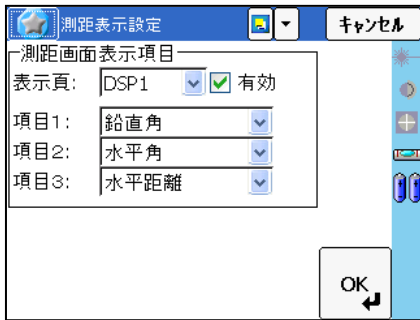 測距表示設定
キャンセル
測距画面表示項目
表示頁: DSP1 有効
項目1: 鉛直角
項目2: 水平角
項目3: 水平距離
OK